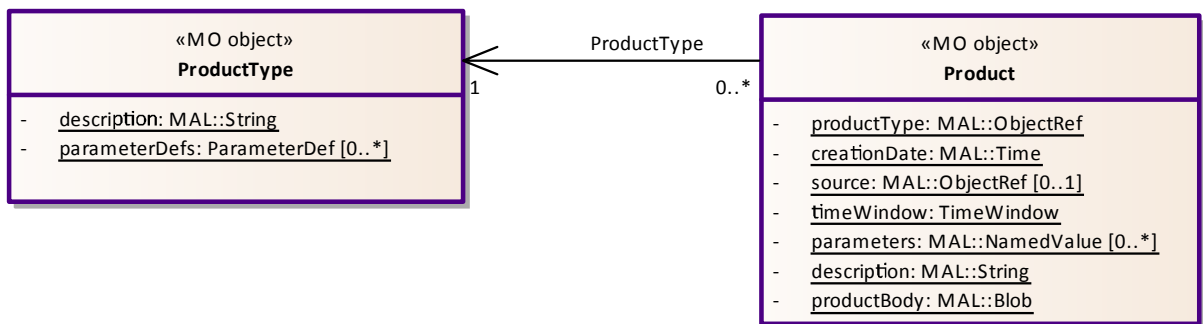 «MO object»
ProductType
- description: MAL::String
- parameterDefs: ParameterDef [0..*]
ProductType
1
0..*
«MO object»
Product
- productType: MAL::ObjectRef
- creationDate: MAL::Time
- source: MAL::ObjectRef [0..1]
- timeWindow: TimeWindow
- parameters: MAL::NamedValue [0..*]
- description: MAL::String
- productBody: MAL::Blob